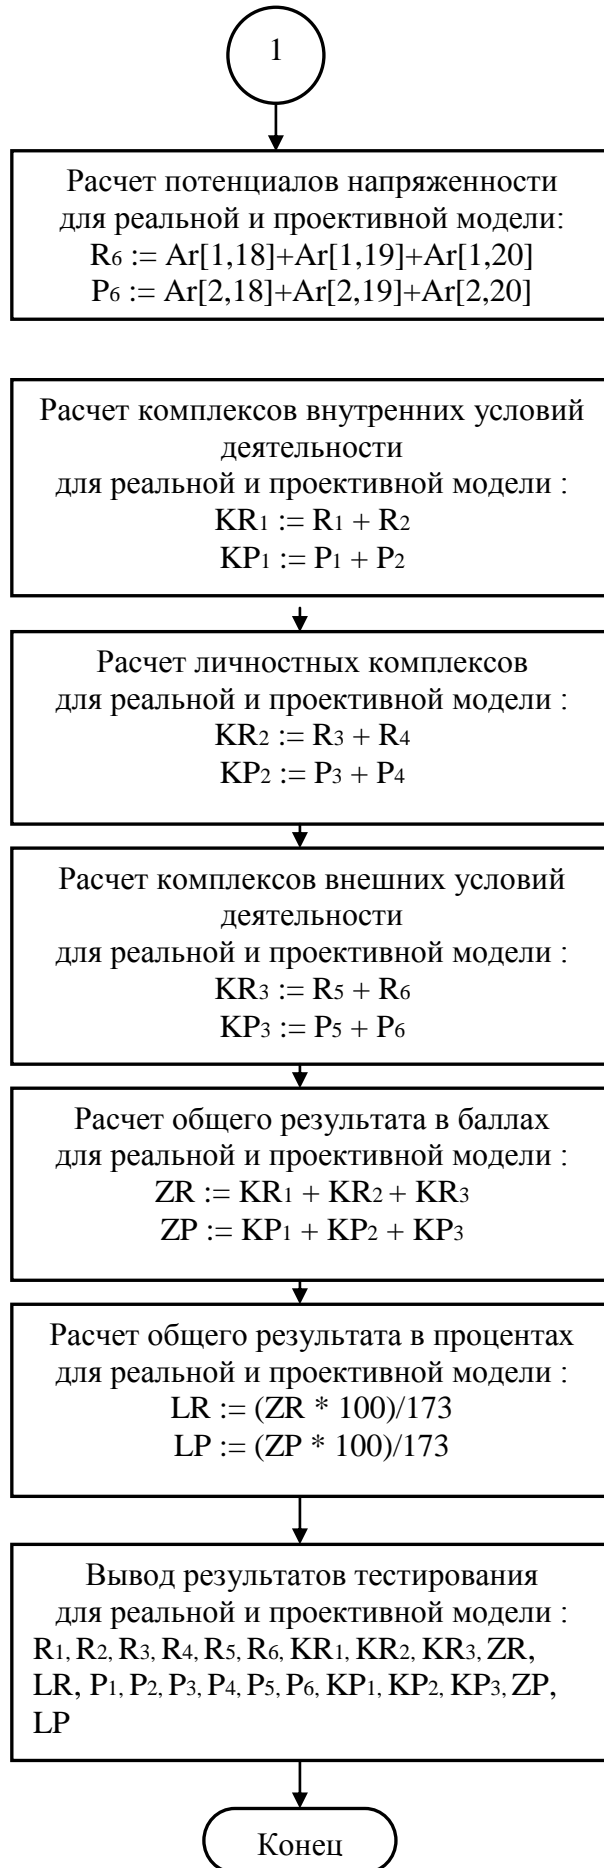 1
Расчет потенциалов напряженности
для реальной и проективной модели:
R₆ := Ar[1,18]+Ar[1,19]+Ar[1,20]
P₆ := Ar[2,18]+Ar[2,19]+Ar[2,20]
Расчет комплексов внутренних условий
деятельности
для реальной и проективной модели :
KR₁ := R₁ + R₂
KP₁ := P₁ + P₂
Расчет личностных комплексов
для реальной и проективной модели :
KR₂ := R₃ + R₄
KP₂ := P₃ + P₄
Расчет комплексов внешних условий
деятельности
для реальной и проективной модели :
KR₃ := R₅ + R₆
KP₃ := P₅ + P₆
Расчет общего результата в баллах
для реальной и проективной модели :
ZR := KR₁ + KR₂ + KR₃
ZP := KP₁ + KP₂ + KP₃
Расчет общего результата в процентах
для реальной и проективной модели :
LR := (ZR * 100)/173
LP := (ZP * 100)/173
Вывод результатов тестирования
для реальной и проективной модели :
R₁, R₂, R₃, R₄, R₅, R₆, KR₁, KR₂, KR₃, ZR,
LR, P₁, P₂, P₃, P₄, P₅, P₆, KP₁, KP₂, KP₃, ZP,
LP
Конец